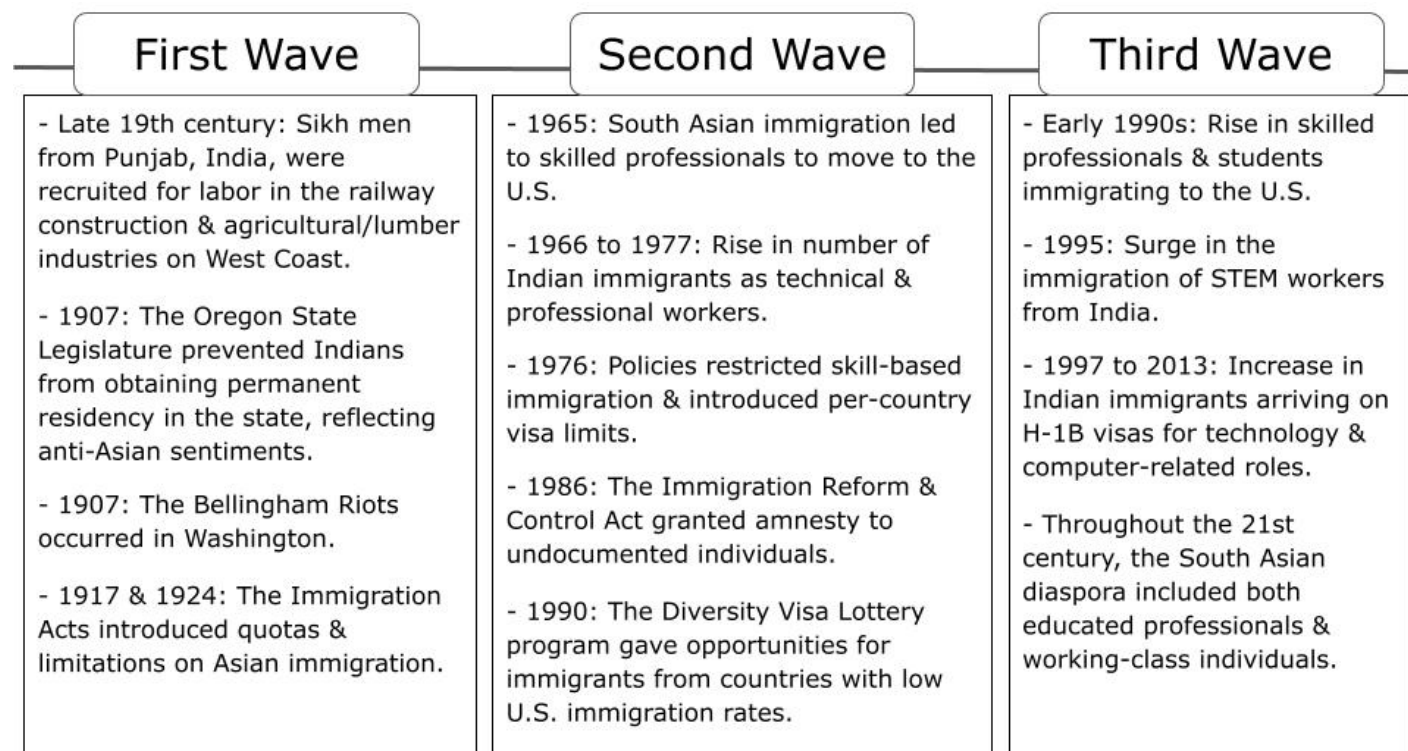 First Wave
- Late 19th century: Sikh men
from Punjab, India, were
recruited for labor in the railway
construction & agricultural/lumber
industries on West Coast.
- 1907: The Oregon State
Legislature prevented Indians
from obtaining permanent
residency in the state, reflecting
anti-Asian sentiments.
- 1907: The Bellingham Riots
occurred in Washington.
- 1917 & 1924: The Immigration
Acts introduced quotas &
limitations on Asian immigration.
Second Wave
- 1965: South Asian immigration led
to skilled professionals to move to the
U.S.
- 1966 to 1977: Rise in number of
Indian immigrants as technical &
professional workers.
- 1976: Policies restricted skill-based
immigration & introduced per-country
visa limits.
- 1986: The Immigration Reform &
Control Act granted amnesty to
undocumented individuals.
- 1990: The Diversity Visa Lottery
program gave opportunities for
immigrants from countries with low
U.S. immigration rates.
Third Wave
- Early 1990s: Rise in skilled
professionals & students
immigrating to the U.S.
- 1995: Surge in the
immigration of STEM workers
from India.
- 1997 to 2013: Increase in
Indian immigrants arriving on
H-1B visas for technology &
computer-related roles.
- Throughout the 21st
century, the South Asian
diaspora included both
educated professionals &
working-class individuals.